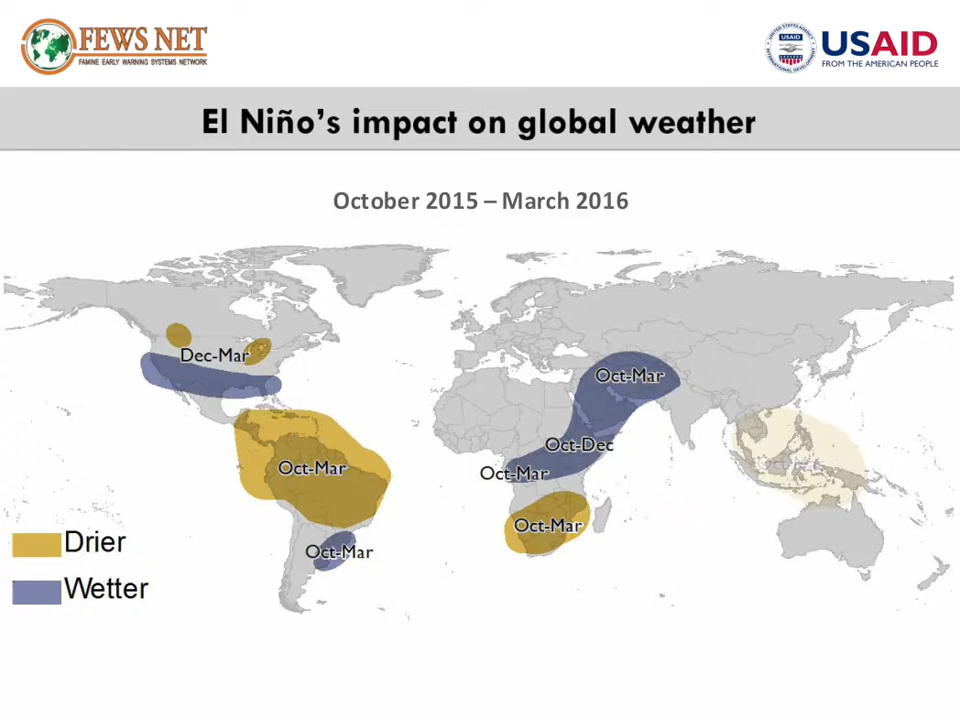 FEWS NET
FAMINE EARLY WARNING SYSTEMS NETWORK
USAID
USAID
FROM THE AMERICAN PEOPLE
El Niño's impact on global weather
October 2015 – March 2016
Dec-Mar
Oct-Mar
Oct-Dec
Oct-Mar
Oct-Mar
Oct-Mar
Oct-Mar
Drier
Wetter